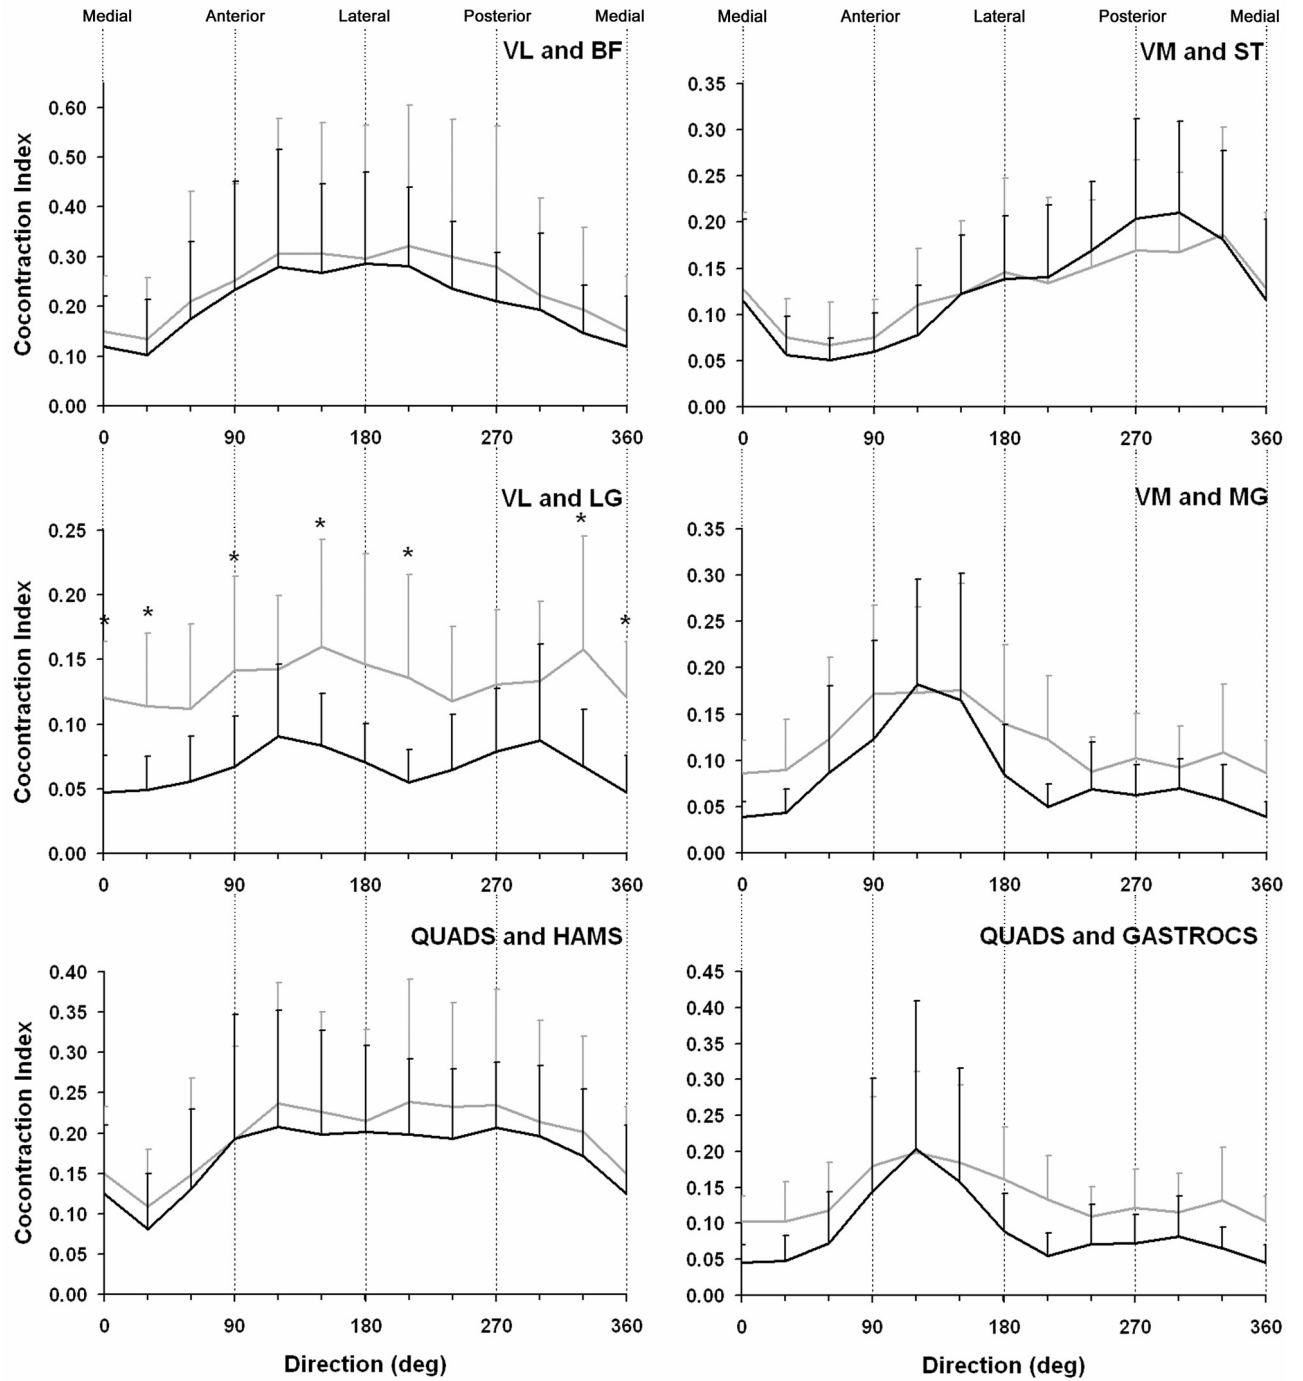 Medial Anterior Lateral Posterior Medial
Medial Anterior Lateral Posterior Medial
VL and BF
Cocontraction Index
0.60
0.50
0.40
0.30
0.20
0.10
0.00
0 90 180 270 360
VM and ST
0.35
0.30
0.25
0.20
0.15
0.10
0.05
0.00
0 90 180 270 360
VL and LG
Cocontraction Index
0.25
0.20
0.15
0.10
0.05
0.00
* * * * * * *
0 90 180 270 360
VM and MG
0.35
0.30
0.25
0.20
0.15
0.10
0.05
0.00
0 90 180 270 360
QUADS and HAMS
Cocontraction Index
0.40
0.35
0.30
0.25
0.20
0.15
0.10
0.05
0.00
0 90 180 270 360
Direction (deg)
QUADS and GASTROCS
0.45
0.40
0.35
0.30
0.25
0.20
0.15
0.10
0.05
0.00
0 90 180 270 360
Direction (deg)